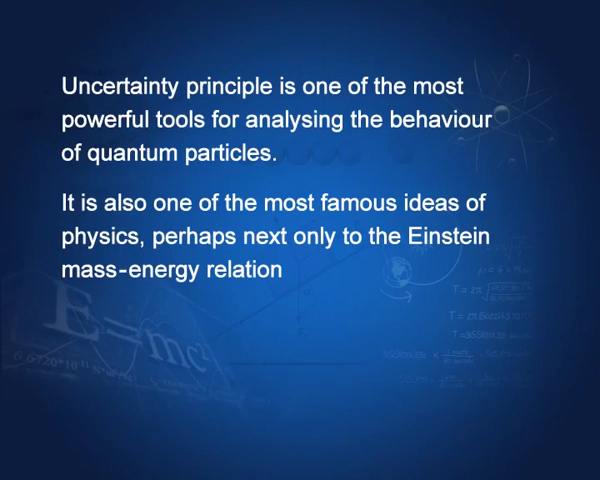 Uncertainty principle is one of the most
powerful tools for analysing the behaviour
of quantum particles.
It is also one of the most famous ideas of
physics, perhaps next only to the Einstein
mass-energy relation
E=mc²